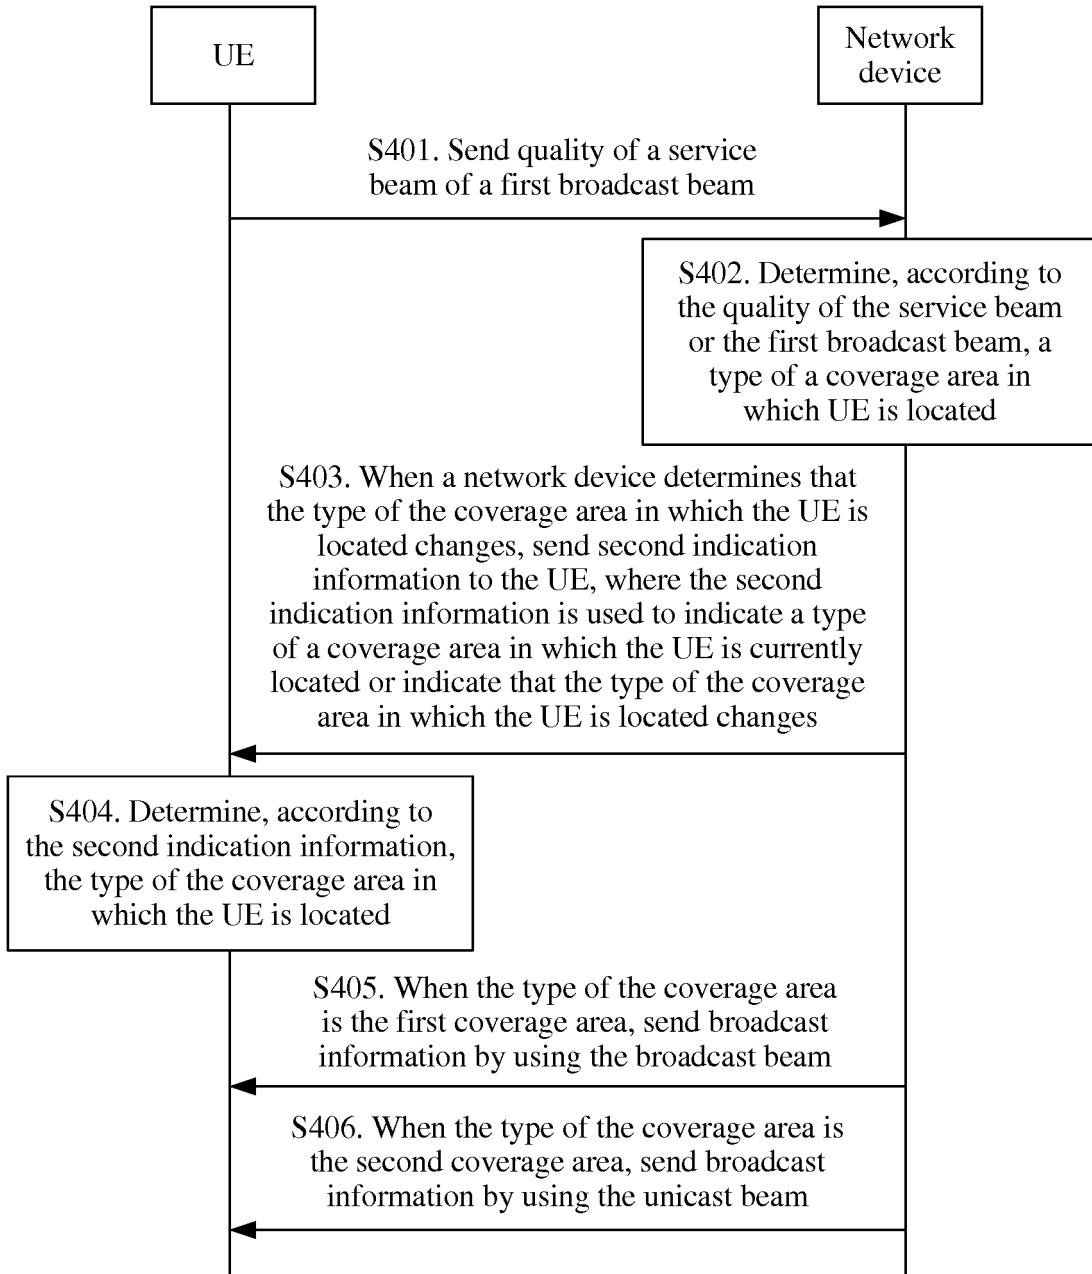 UE
Network
device
S401. Send quality of a service
beam of a first broadcast beam
S402. Determine, according to
the quality of the service beam
or the first broadcast beam, a
type of a coverage area in
which UE is located
S403. When a network device determines that
the type of the coverage area in which the UE is
located changes, send second indication
information to the UE, where the second
indication information is used to indicate a type
of a coverage area in which the UE is currently
located or indicate that the type of the coverage
area in which the UE is located changes
S404. Determine, according to
the second indication information,
the type of the coverage area in
which the UE is located
S405. When the type of the coverage area
is the first coverage area, send broadcast
information by using the broadcast beam
S406. When the type of the coverage area is
the second coverage area, send broadcast
information by using the unicast beam